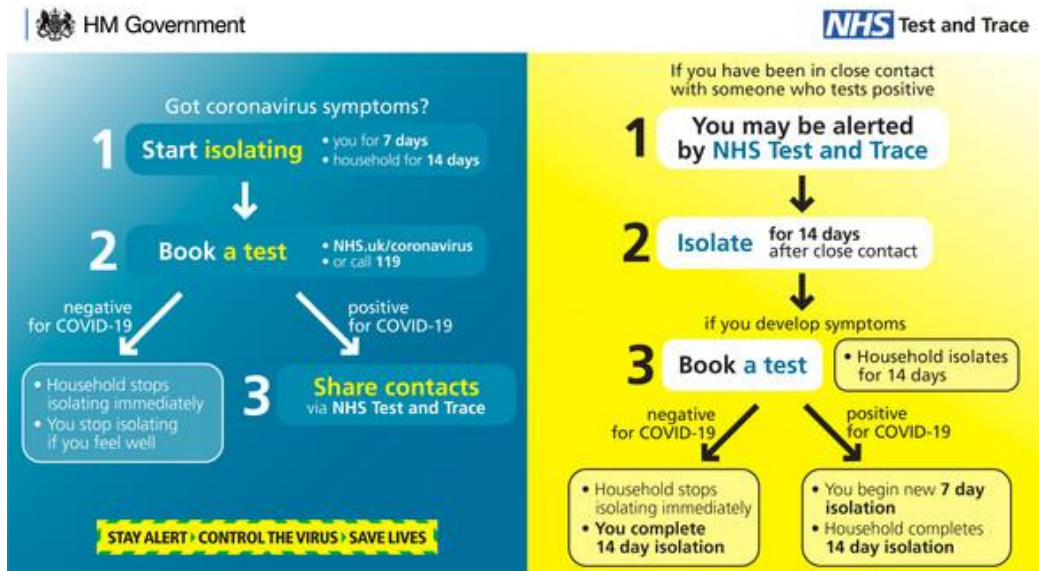 HM Government
NHS Test and Trace
Got coronavirus symptoms?
1
Start isolating
• you for 7 days
• household for 14 days
2
Book a test
• NHS.uk/coronavirus
• or call 119
negative
for COVID-19
positive
for COVID-19
• Household stops
isolating immediately
• You stop isolating
if you feel well
3
Share contacts
via NHS Test and Trace
STAY ALERT CONTROL THE VIRUS SAVE LIVES
If you have been in close contact
with someone who tests positive
1
You may be alerted
by NHS Test and Trace
2
Isolate
for 14 days
after close contact
if you develop symptoms
3
Book a test
• Household isolates
for 14 days
negative
for COVID-19
positive
for COVID-19
• Household stops
isolating immediately
• You complete
14 day isolation
• You begin new 7 day
isolation
• Household completes
14 day isolation